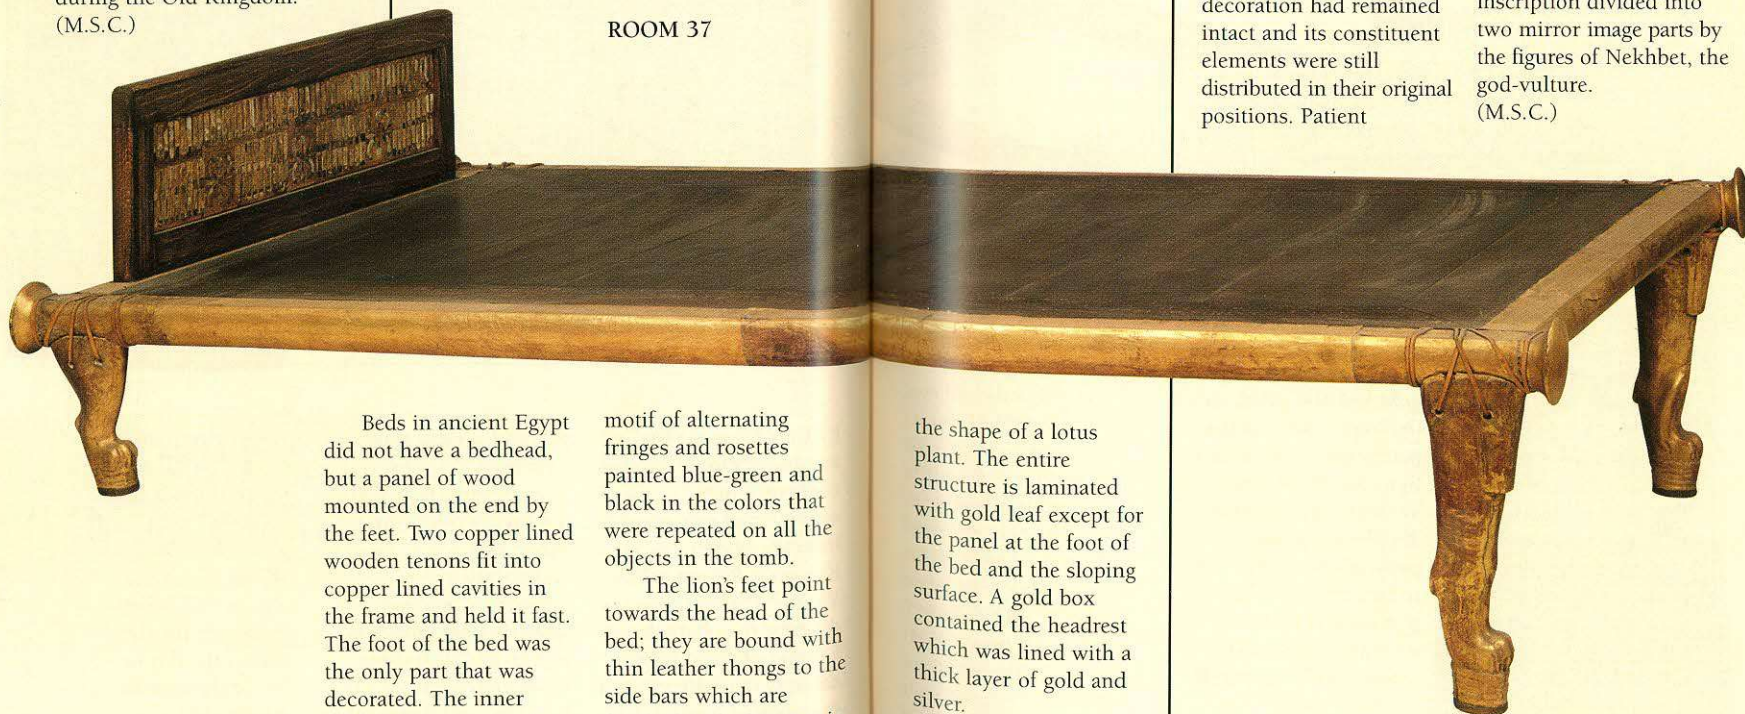 during the Old Kingdom.
(M.S.C.)
ROOM 37
decoration had remained
intact and its constituent
elements were still
distributed in their original
positions. Patient
inscription divided into
two mirror image parts by
the figures of Nekhbet, the
god-vulture.
(M.S.C.)
Beds in ancient Egypt
did not have a bedhead,
but a panel of wood
mounted on the end by
the feet. Two copper lined
wooden tenons fit into
copper lined cavities in
the frame and held it fast.
The foot of the bed was
the only part that was
decorated. The inner
motif of alternating
fringes and rosettes
painted blue-green and
black in the colors that
were repeated on all the
objects in the tomb.
The lion's feet point
towards the head of the
bed; they are bound with
thin leather thongs to the
side bars which are
the shape of a lotus
plant. The entire
structure is laminated
with gold leaf except for
the panel at the foot of
the bed and the sloping
surface. A gold box
contained the headrest
which was lined with a
thick layer of gold and
silver.